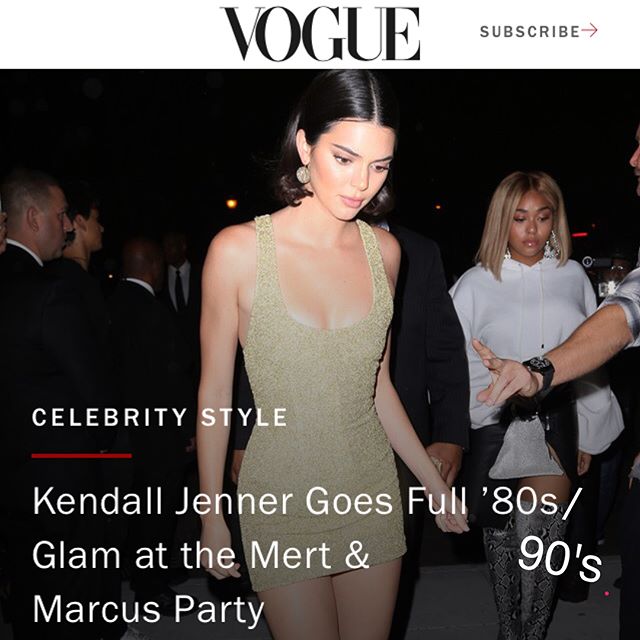 VOGUE
SUBSCRIBE→
CELEBRITY STYLE
Kendall Jenner Goes Full ’80s/
Glam at the Mert &
90's
Marcus Party